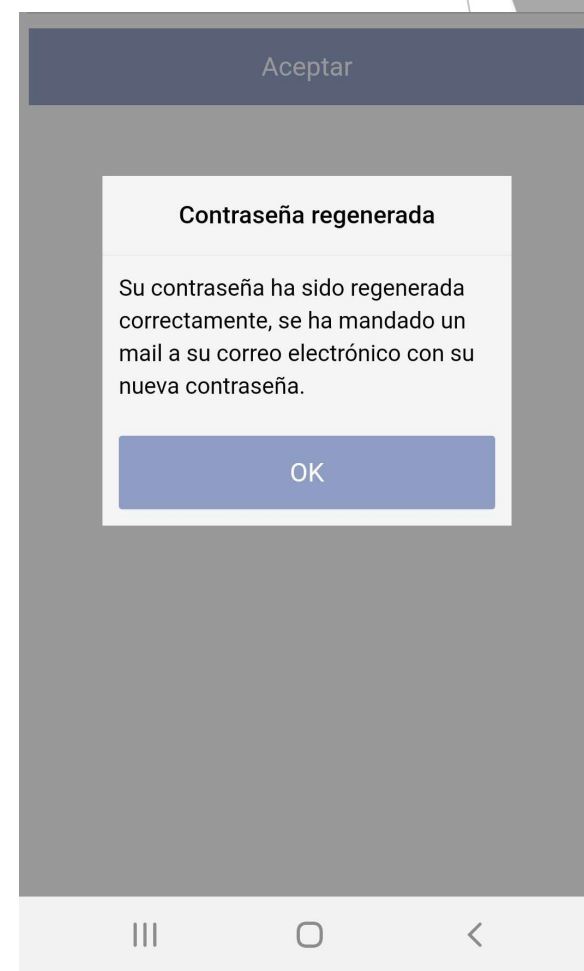 Aceptar
Contraseña regenerada
Su contraseña ha sido regenerada
correctamente, se ha mandado un
mail a su correo electrónico con su
nueva contraseña.
OK